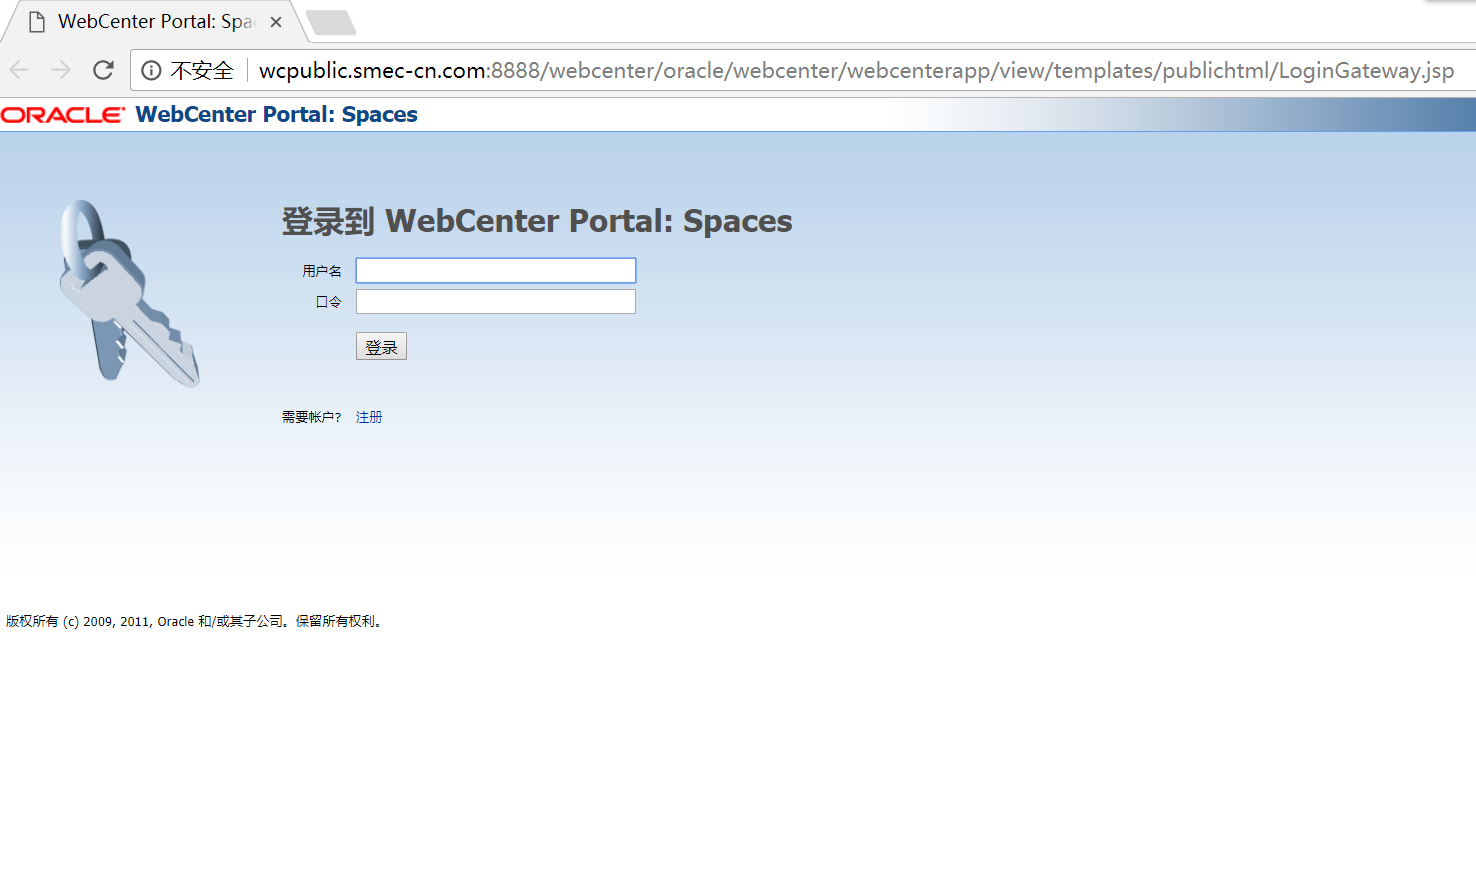 WebCenter Portal: Spa
不安全 wcpublic.smec-cn.com:8888/webcenter/oracle/webcenter/webcenterapp/view/templates/publichtml/LoginGateway.jsp
ORACLE WebCenter Portal: Spaces
登录到 WebCenter Portal: Spaces
用户名
口令
登录
需要帐户? 注册
版权所有 (c) 2009, 2011, Oracle 和/或其子公司。保留所有权利。